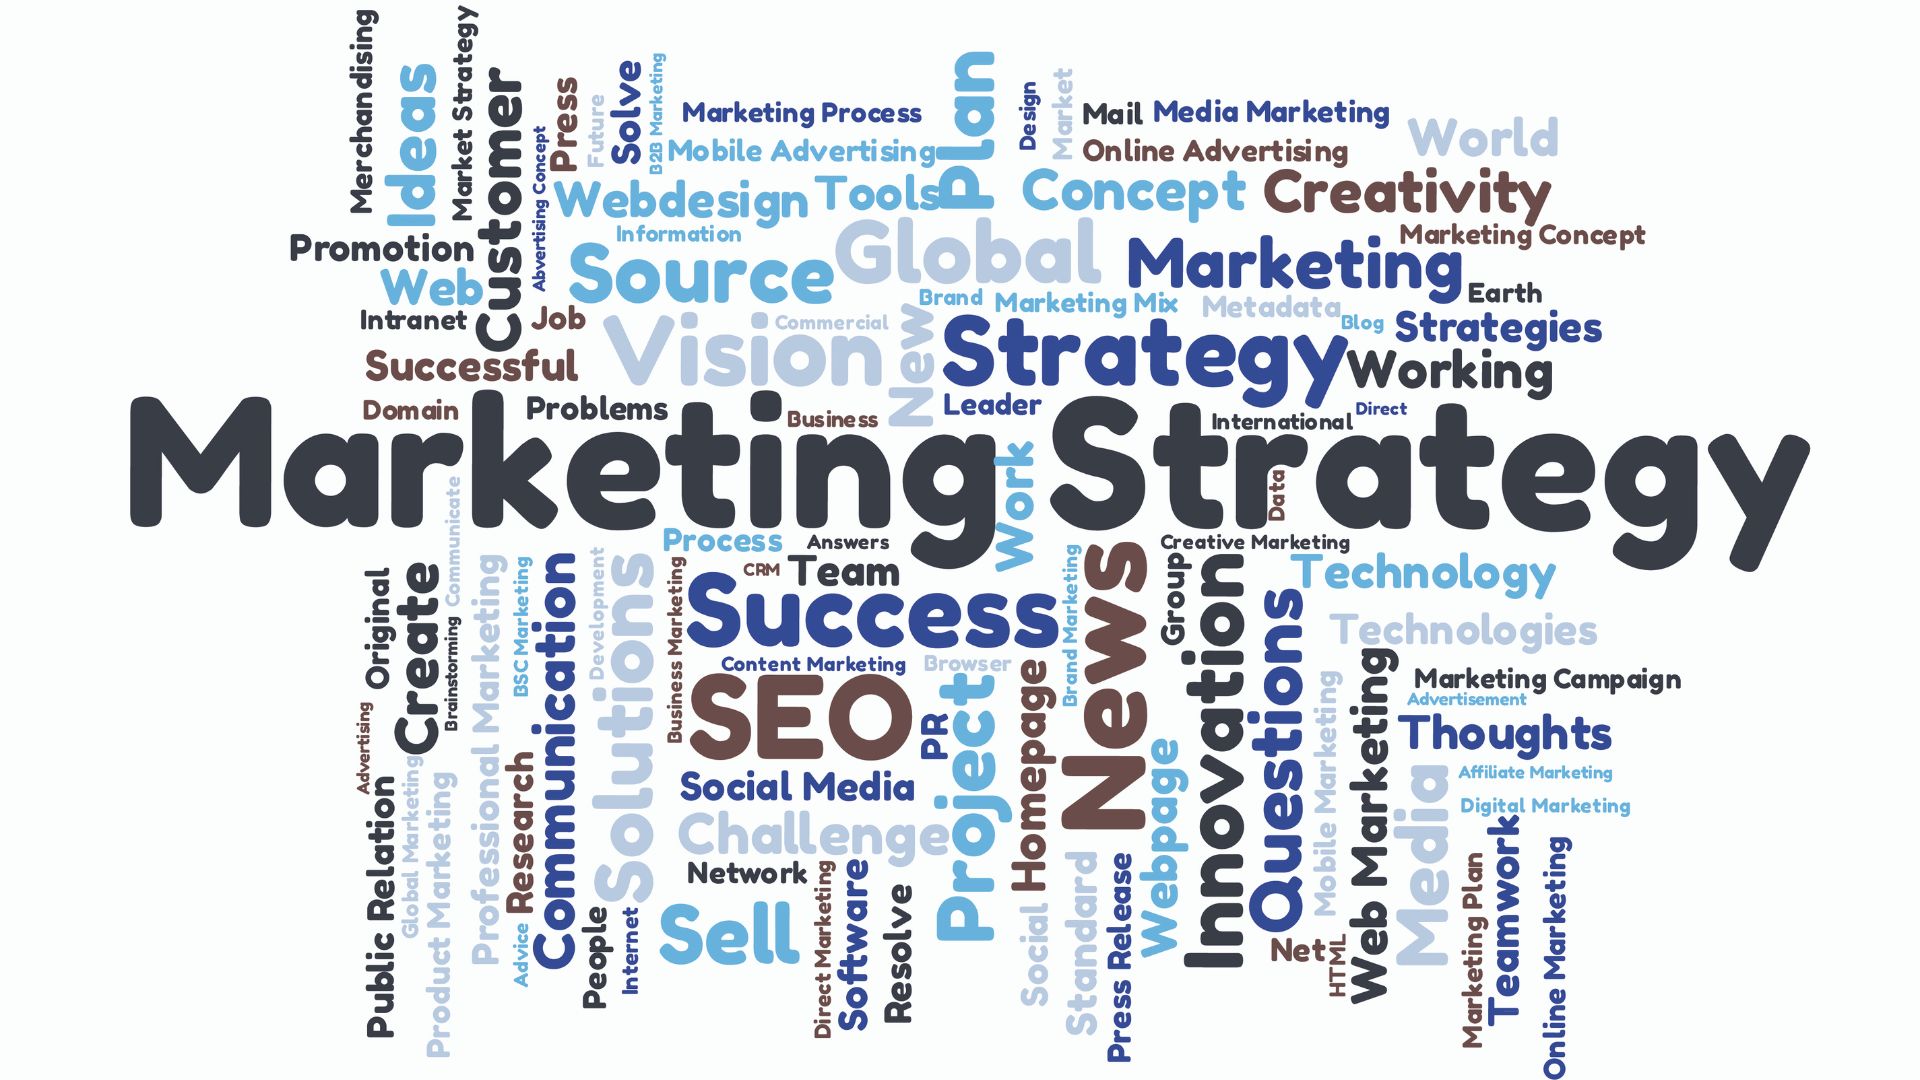 Merchandising
Ideas
Market Strategy
Customer
Advertising Concept
Press
Future
Solve
B2B Marketing
Marketing Process
Mobile Advertising
Plan
Design
Market
Mail
Media Marketing
Online Advertising
World
Webdesign
Tools
Concept
Creativity
Promotion
Information
Global
Marketing Concept
Web
Source
Marketing
Intranet
Job
Brand
Marketing Mix
Metadata
Earth
Vision
Commercial
New
Strategy
Blog
Strategies
Successful
Working
Domain
Problems
Business
Leader
International
Direct
Marketing Strategy
Work
Data
Communicate
Process
Answers
Creative Marketing
CRM
Team
Technology
Original
Create
Brainstorming
Professional Marketing
BSC Marketing
Communication
Development
Solutions
Business Marketing
Success
Brand Marketing
News
Group
Innovation
Questions
Technologies
Content Marketing
Browser
Marketing Campaign
Advertisement
SEO
PR
Project
Homepage
Mobile Marketing
Web Marketing
Thoughts
Advertising
Public Relation
Global Marketing
Product Marketing
Research
Social Media
Webpage
Media
Affiliate Marketing
Digital Marketing
Challenge
Network
Advice
People
Internet
Sell
Direct Marketing
Software
Resolve
Social
Standard
Press Release
Net
HTML
Marketing Plan
Teamwork
Online Marketing